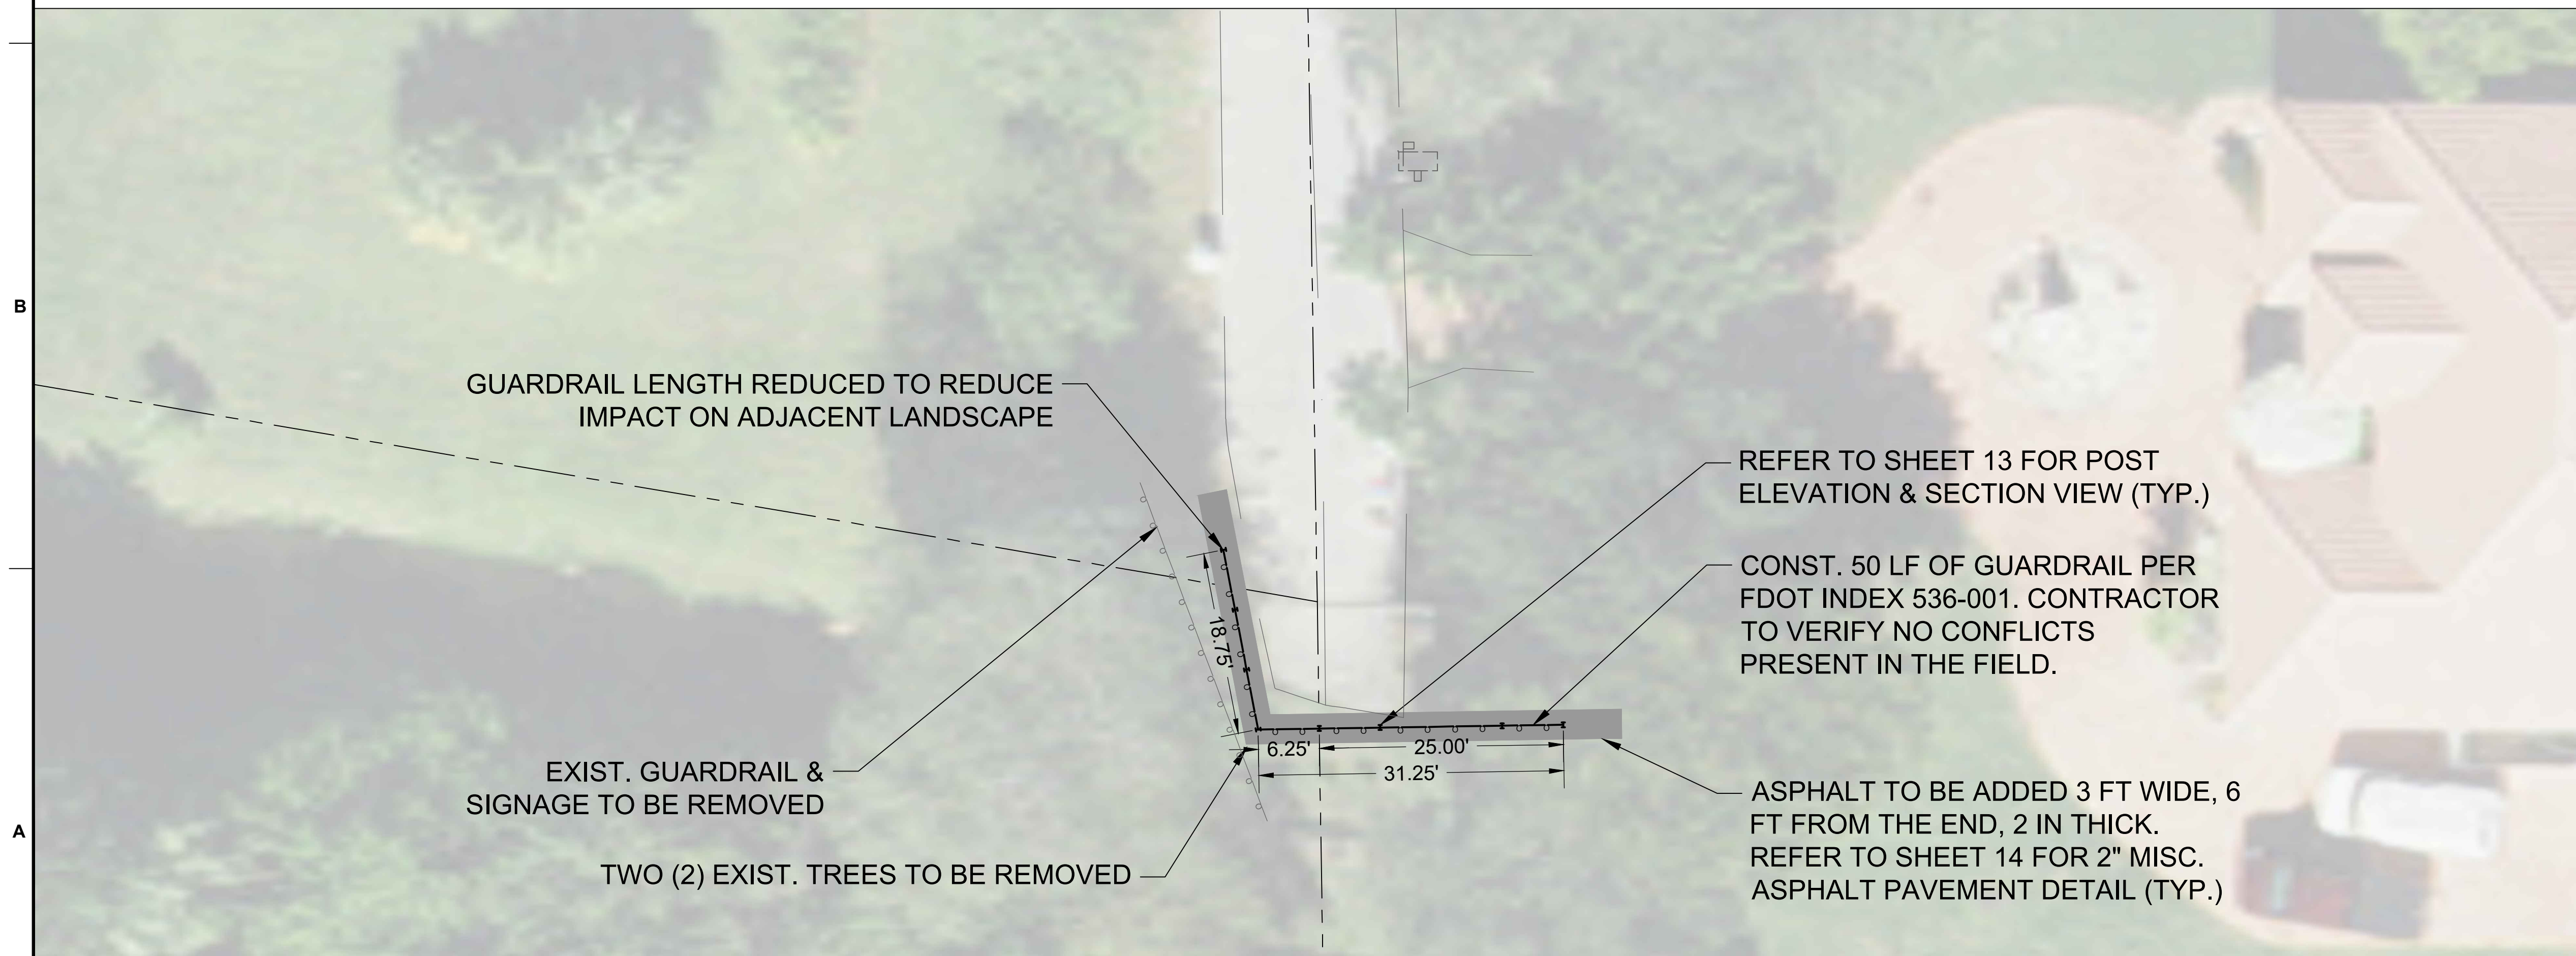 B
GUARDRAIL LENGTH REDUCED TO REDUCE
IMPACT ON ADJACENT LANDSCAPE
REFER TO SHEET 13 FOR POST
ELEVATION & SECTION VIEW (TYP.)
CONST. 50 LF OF GUARDRAIL PER
FDOT INDEX 536-001. CONTRACTOR
TO VERIFY NO CONFLICTS
PRESENT IN THE FIELD.
18.75'
6.25'
25.00'
31.25'
EXIST. GUARDRAIL &
SIGNAGE TO BE REMOVED
A
ASPHALT TO BE ADDED 3 FT WIDE, 6
FT FROM THE END, 2 IN THICK.
REFER TO SHEET 14 FOR 2" MISC.
ASPHALT PAVEMENT DETAIL (TYP.)
TWO (2) EXIST. TREES TO BE REMOVED